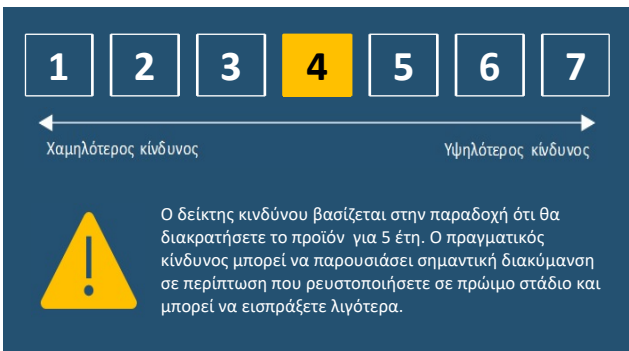 1 2 3 4 5 6 7
Χαμηλότερος κίνδυνος Υψηλότερος κίνδυνος
Ο δείκτης κινδύνου βασίζεται στην παραδοχή ότι θα
διακρατήσετε το προϊόν για 5 έτη. Ο πραγματικός
κίνδυνος μπορεί να παρουσιάσει σημαντική διακύμανση
σε περίπτωση που ρευστοποιήσετε σε πρώιμο στάδιο και
μπορεί να εισπράξετε λιγότερα.